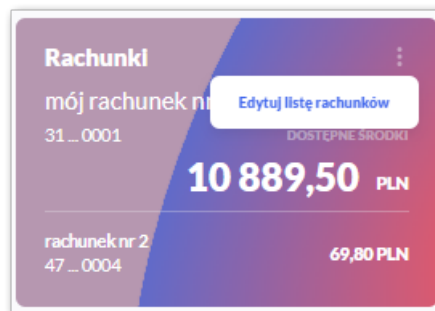 Rachunki
mój rachunek nr
Edytuj listę rachunków
31 ... 0001
DOSTĘPNE ŚRODKI
10 889,50 PLN
rachunek nr 2
47 ... 0004
69,80 PLN